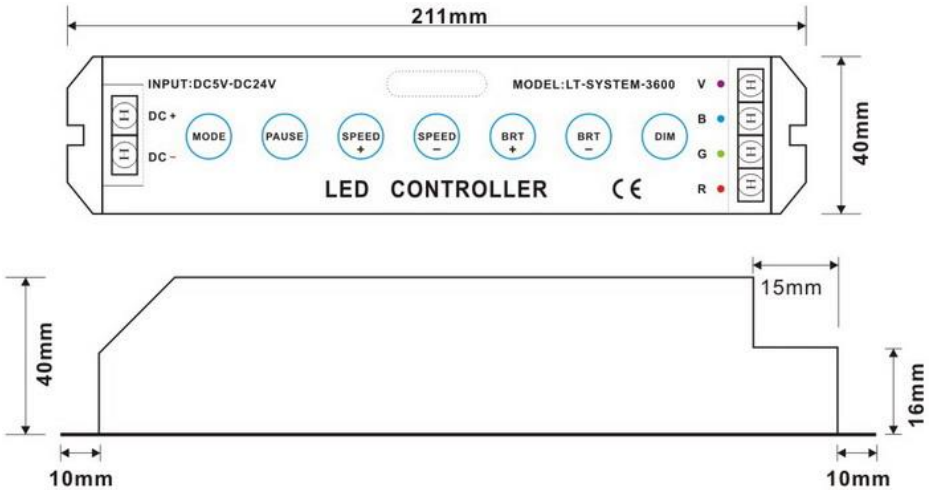 211mm
INPUT:DC5V-DC24V
MODEL:LT-SYSTEM-3600
V
DC +
B
MODE
PAUSE
SPEED
+
SPEED
−
BRT
+
BRT
−
DIM
DC −
G
R
LED CONTROLLER
CE
40mm
15mm
40mm
16mm
10mm
10mm